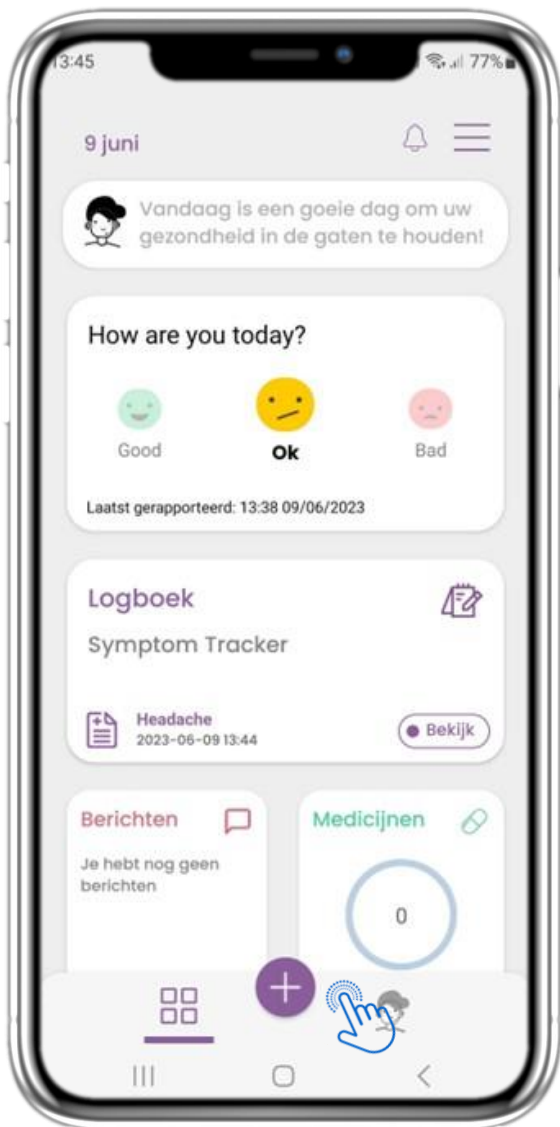 13:45 77%
9 juni
Vandaag is een goeie dag om uw
gezondheid in de gaten te houden!
How are you today?
Good Ok Bad
Laatst gerapporteerd: 13:38 09/06/2023
Logboek
Symptom Tracker
Headache
2023-06-09 13:44
Bekijk
Berichten
Je hebt nog geen
berichten
Medicijnen
0